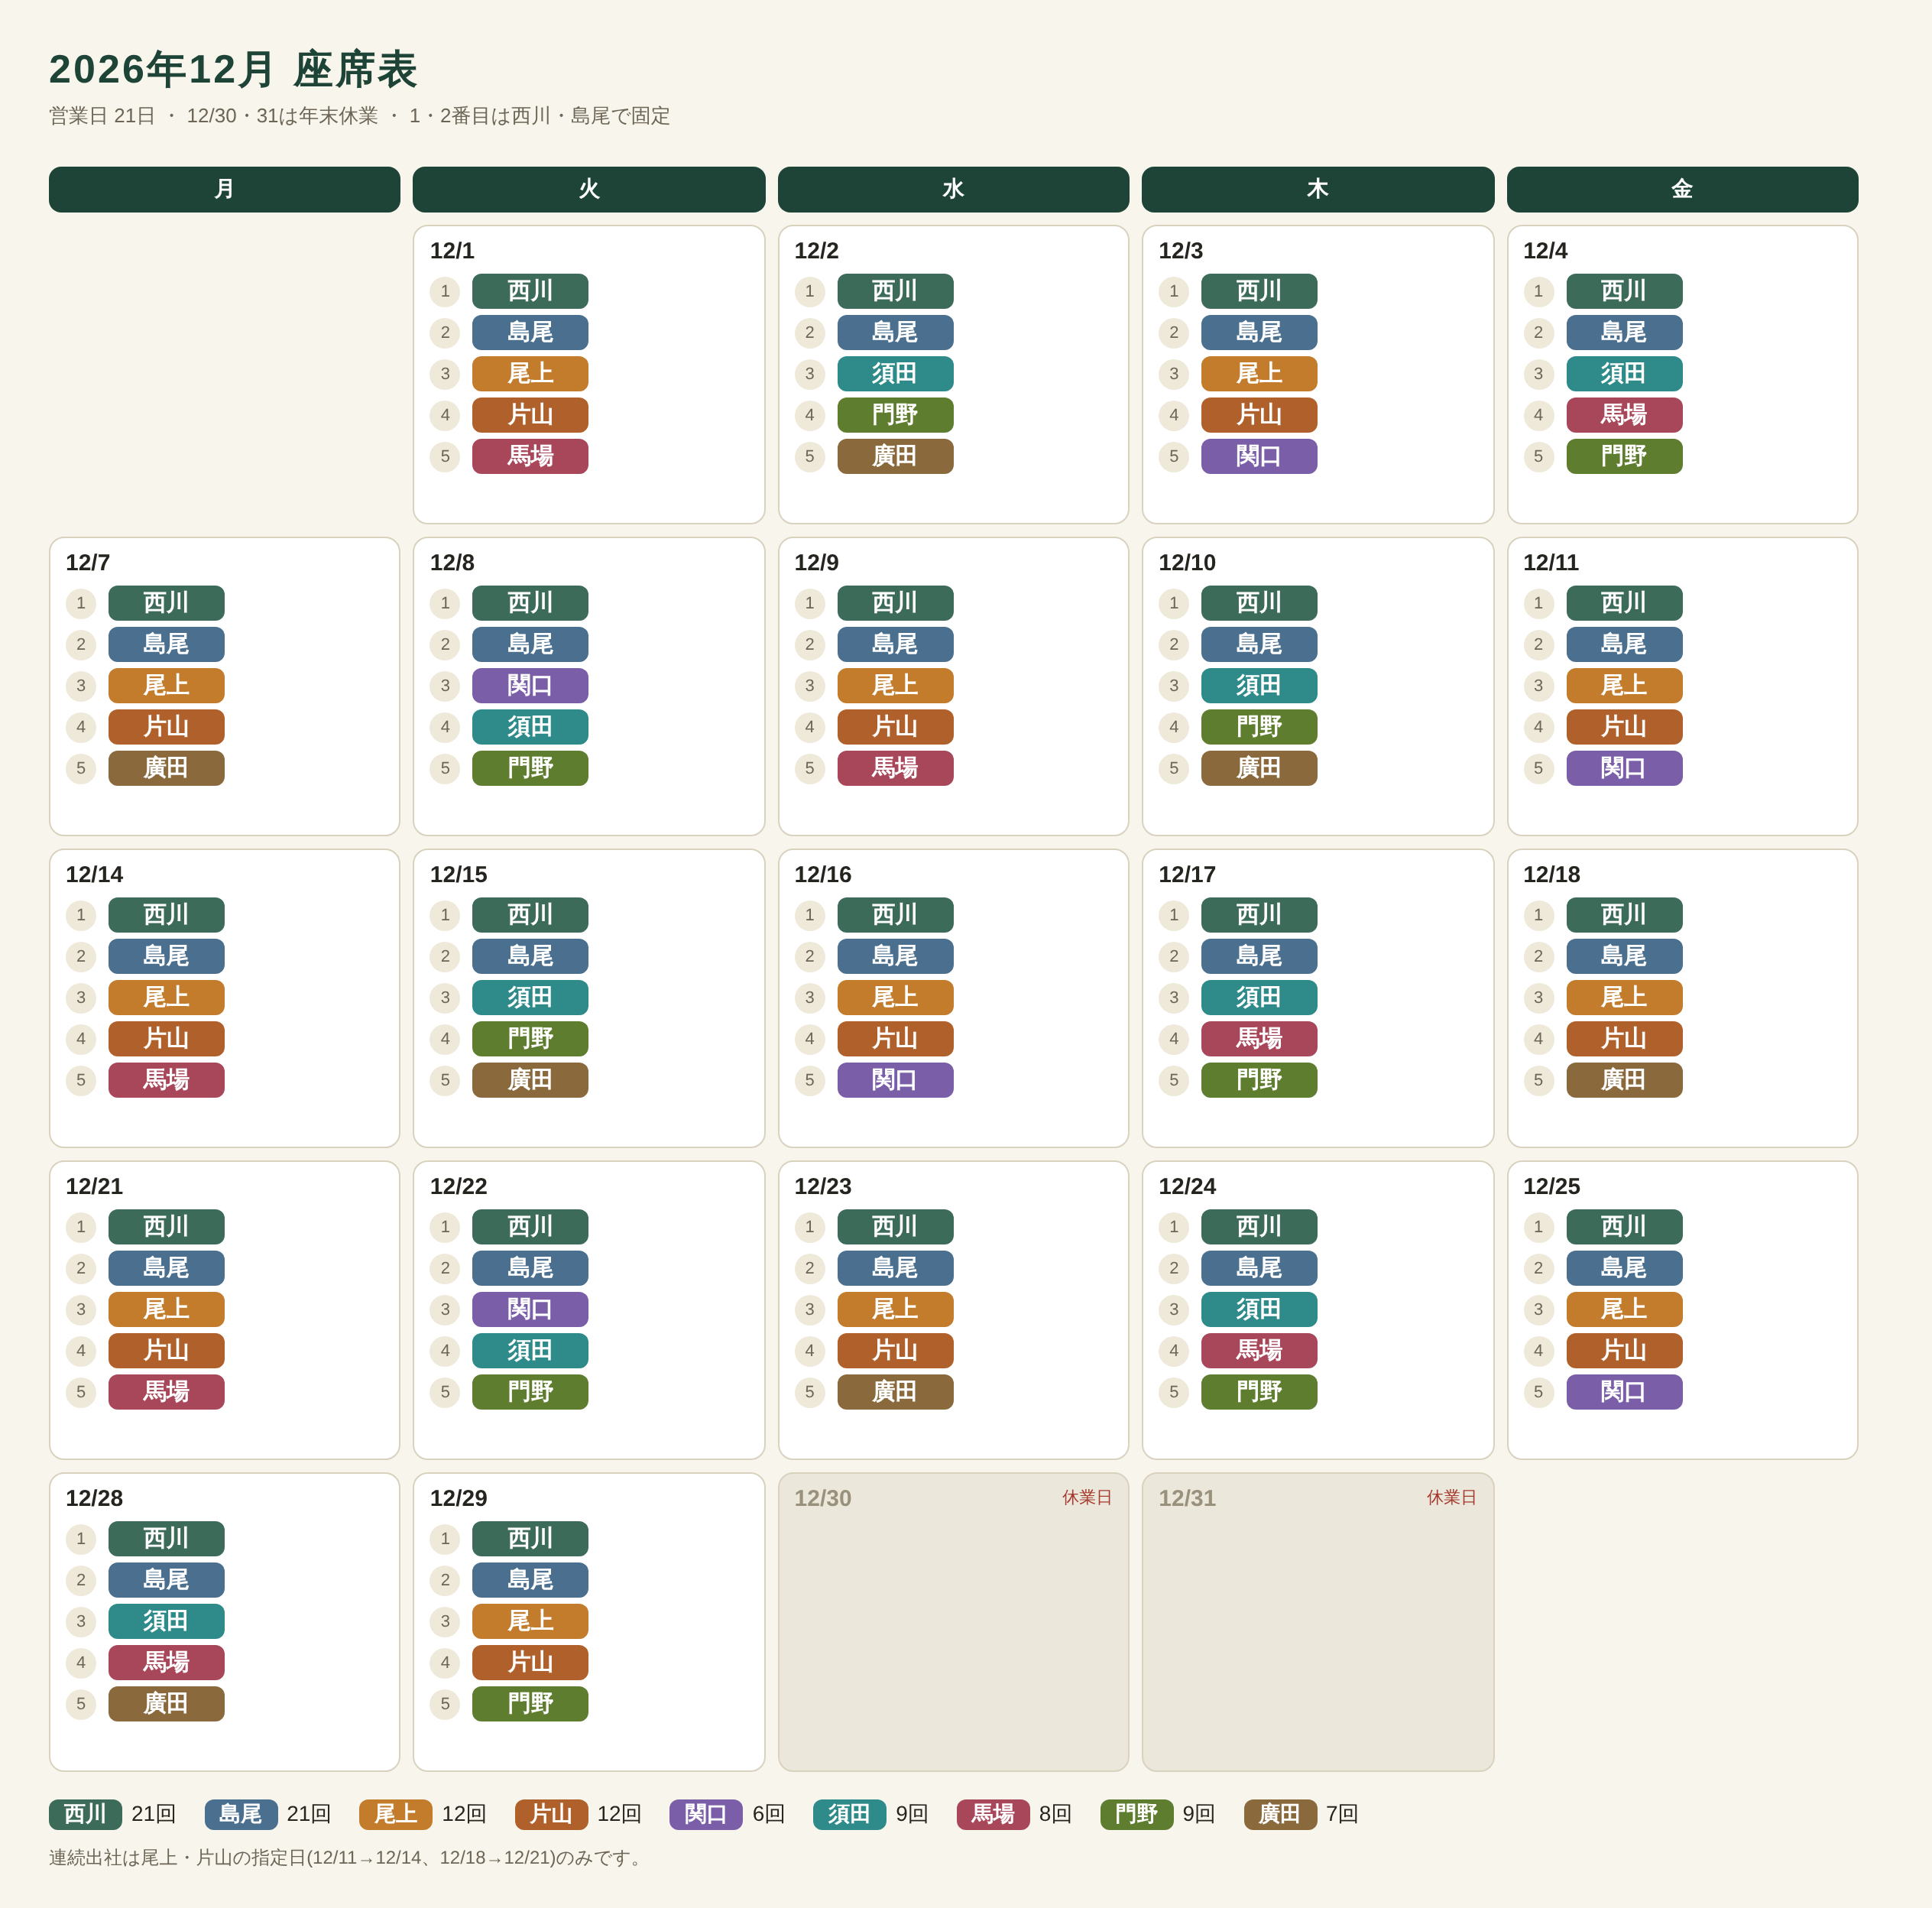 2026年12月 座席表
営業日 21日 ・ 12/30・31は年末休業 ・ 1・2番目は西川・島尾で固定
月 火 水 木 金
12/1
1 西川
2 島尾
3 尾上
4 片山
5 馬場
12/2
1 西川
2 島尾
3 須田
4 門野
5 廣田
12/3
1 西川
2 島尾
3 尾上
4 片山
5 関口
12/4
1 西川
2 島尾
3 須田
4 馬場
5 門野
12/7
1 西川
2 島尾
3 尾上
4 片山
5 廣田
12/8
1 西川
2 島尾
3 関口
4 須田
5 門野
12/9
1 西川
2 島尾
3 尾上
4 片山
5 馬場
12/10
1 西川
2 島尾
3 須田
4 門野
5 廣田
12/11
1 西川
2 島尾
3 尾上
4 片山
5 関口
12/14
1 西川
2 島尾
3 尾上
4 片山
5 馬場
12/15
1 西川
2 島尾
3 須田
4 門野
5 廣田
12/16
1 西川
2 島尾
3 尾上
4 片山
5 関口
12/17
1 西川
2 島尾
3 須田
4 馬場
5 門野
12/18
1 西川
2 島尾
3 尾上
4 片山
5 廣田
12/21
1 西川
2 島尾
3 尾上
4 片山
5 馬場
12/22
1 西川
2 島尾
3 関口
4 須田
5 門野
12/23
1 西川
2 島尾
3 尾上
4 片山
5 廣田
12/24
1 西川
2 島尾
3 須田
4 馬場
5 門野
12/25
1 西川
2 島尾
3 尾上
4 片山
5 関口
12/28
1 西川
2 島尾
3 須田
4 馬場
5 廣田
12/29
1 西川
2 島尾
3 尾上
4 片山
5 門野
12/30 休業日
12/31 休業日
西川 21回 島尾 21回 尾上 12回 片山 12回 関口 6回 須田 9回 馬場 8回 門野 9回 廣田 7回
連続出社は尾上・片山の指定日(12/11→12/14、12/18→12/21)のみです。